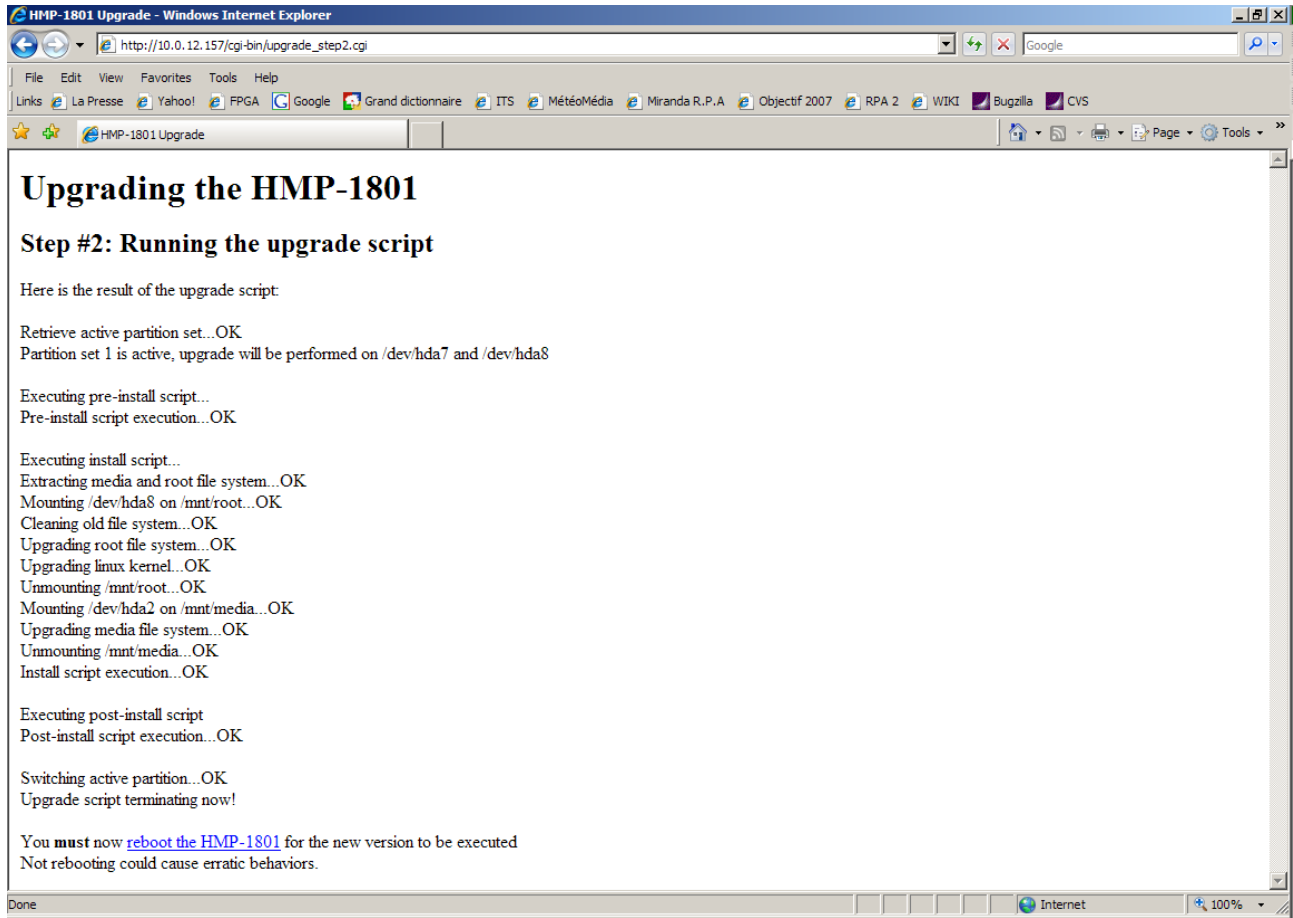 HMP-1801 Upgrade - Windows Internet Explorer
http://10.0.12.157/cgi-bin/upgrade_step2.cgi
Google
File Edit View Favorites Tools Help
Links La Presse Yahoo! FPGA Google Grand dictionnaire ITS MétéoMédia Miranda R.P.A Objectif 2007 RPA 2 WIKI Bugzilla CVS
HMP-1801 Upgrade
Page Tools »
Upgrading the HMP-1801
Step #2: Running the upgrade script
Here is the result of the upgrade script:
Retrieve active partition set...OK
Partition set 1 is active, upgrade will be performed on /dev/hda7 and /dev/hda8
Executing pre-install script...
Pre-install script execution...OK
Executing install script...
Extracting media and root file system...OK
Mounting /dev/hda8 on /mnt/root...OK
Cleaning old file system...OK
Upgrading root file system...OK
Upgrading linux kernel...OK
Unmounting /mnt/root...OK
Mounting /dev/hda2 on /mnt/media...OK
Upgrading media file system...OK
Unmounting /mnt/media...OK
Install script execution...OK
Executing post-install script
Post-install script execution...OK
Switching active partition...OK
Upgrade script terminating now!
You must now reboot the HMP-1801 for the new version to be executed
Not rebooting could cause erratic behaviors.
Done
Internet
100%